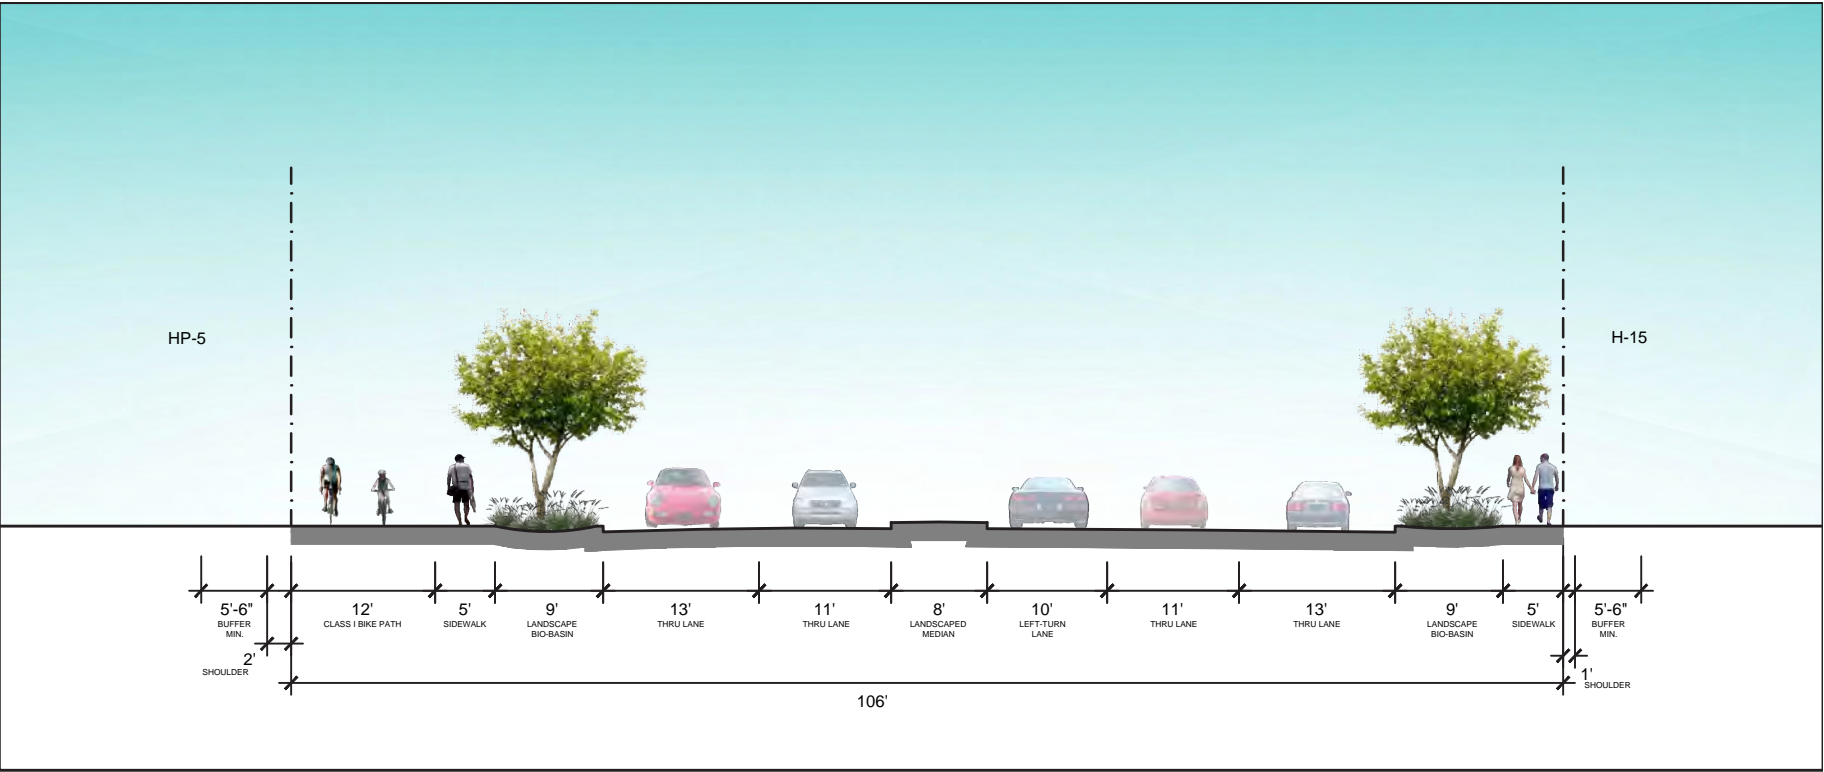 HP-5
H-15
5'-6"
BUFFER
MIN.
12'
CLASS I BIKE PATH
5'
SIDEWALK
9'
LANDSCAPE
BIO-BASIN
13'
THRU LANE
11'
THRU LANE
8'
LANDSCAPED
MEDIAN
10'
LEFT-TURN
LANE
11'
THRU LANE
13'
THRU LANE
9'
LANDSCAPE
BIO-BASIN
5'
SIDEWALK
5'-6"
BUFFER
MIN.
2'
SHOULDER
1'
SHOULDER
106'